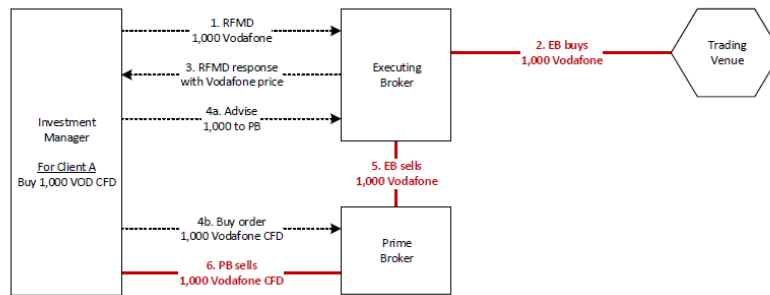 1. RFMD
1,000 Vodafone
2. EB buys
1,000 Vodafone
Trading
Venue
3. RFMD response
with Vodafone price
Executing
Broker
4a. Advise
1,000 to PB
Investment
Manager
For Client A
Buy 1,000 VOD CFD
5. EB sells
1,000 Vodafone
4b. Buy order
1,000 Vodafone CFD
Prime
Broker
6. PB sells
1,000 Vodafone CFD